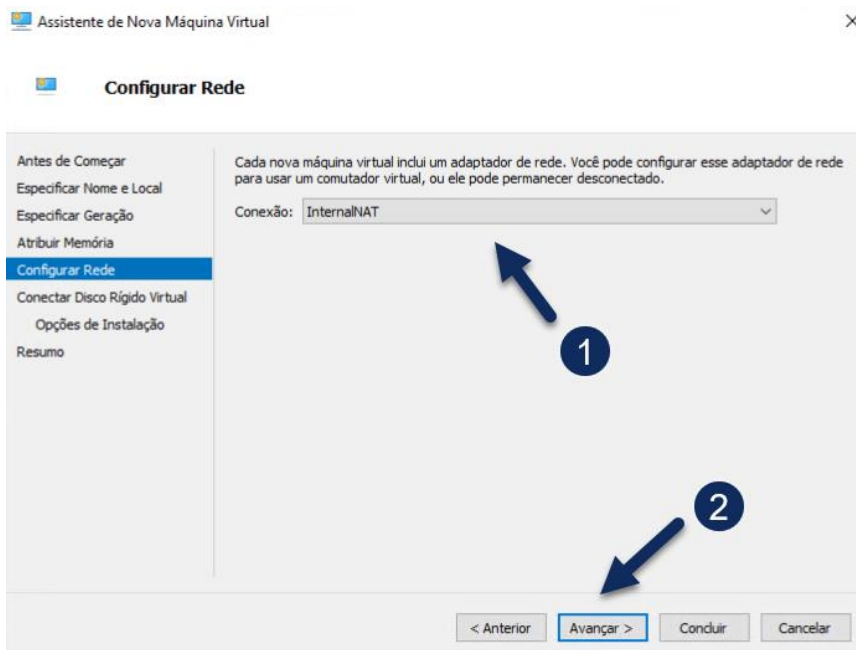 Assistente de Nova Máquina Virtual
Configurar Rede
Antes de Começar
Especificar Nome e Local
Especificar Geração
Atribuir Memória
Configurar Rede
Conectar Disco Rígido Virtual
Opções de Instalação
Resumo
Cada nova máquina virtual inclui um adaptador de rede. Você pode configurar esse adaptador de rede
para usar um comutador virtual, ou ele pode permanecer desconectado.
Conexão: InternalNAT
1
2
< Anterior Avançar > Concluir Cancelar